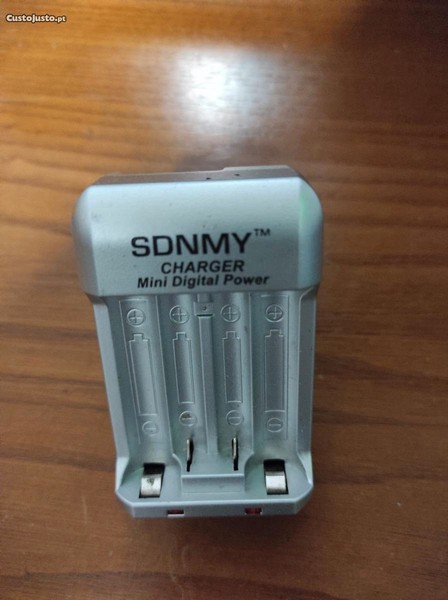 CustoJusto.pt
SDNMY™
CHARGER
Mini Digital Power